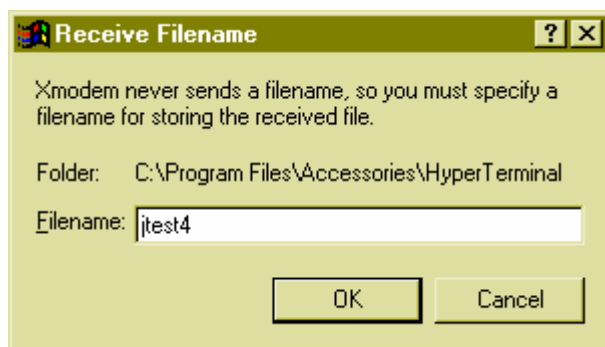 Receive Filename
Xmodem never sends a filename, so you must specify a
filename for storing the received file.
Folder: C:\Program Files\Accessories\HyperTerminal
Filename: jtest4
OK Cancel